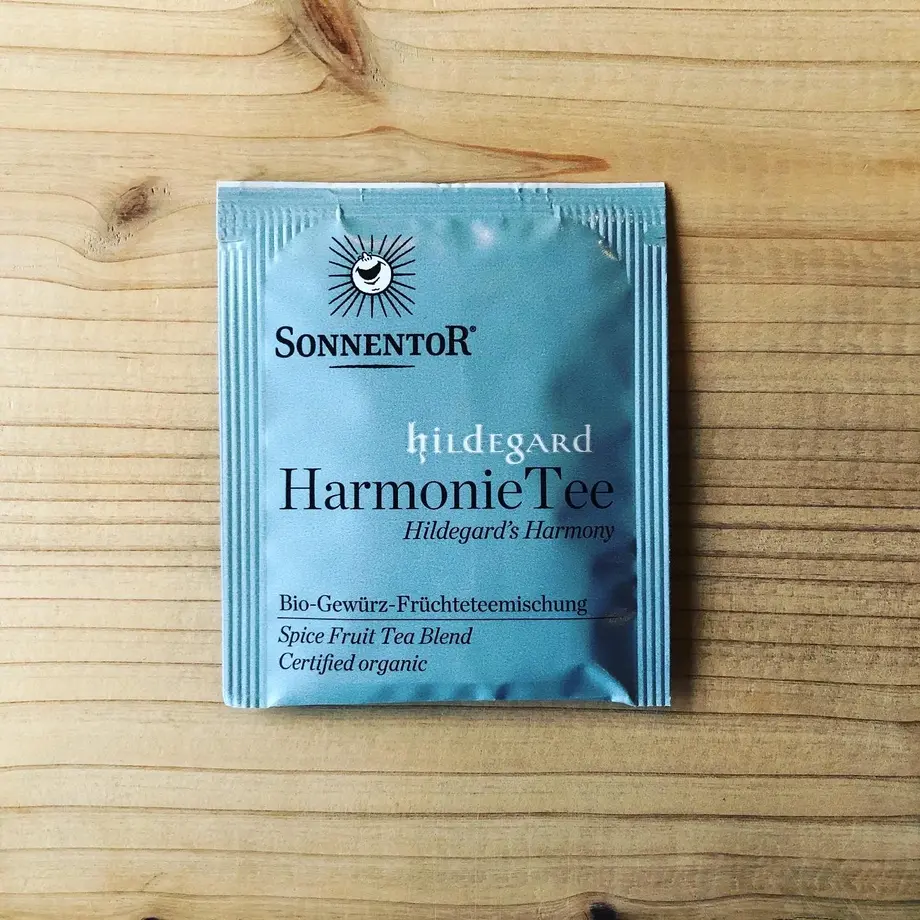 SONNENTOR®
hildegard
HarmonieTee
Hildegard's Harmony
Bio-Gewürz-Früchteteemischung
Spice Fruit Tea Blend
Certified organic